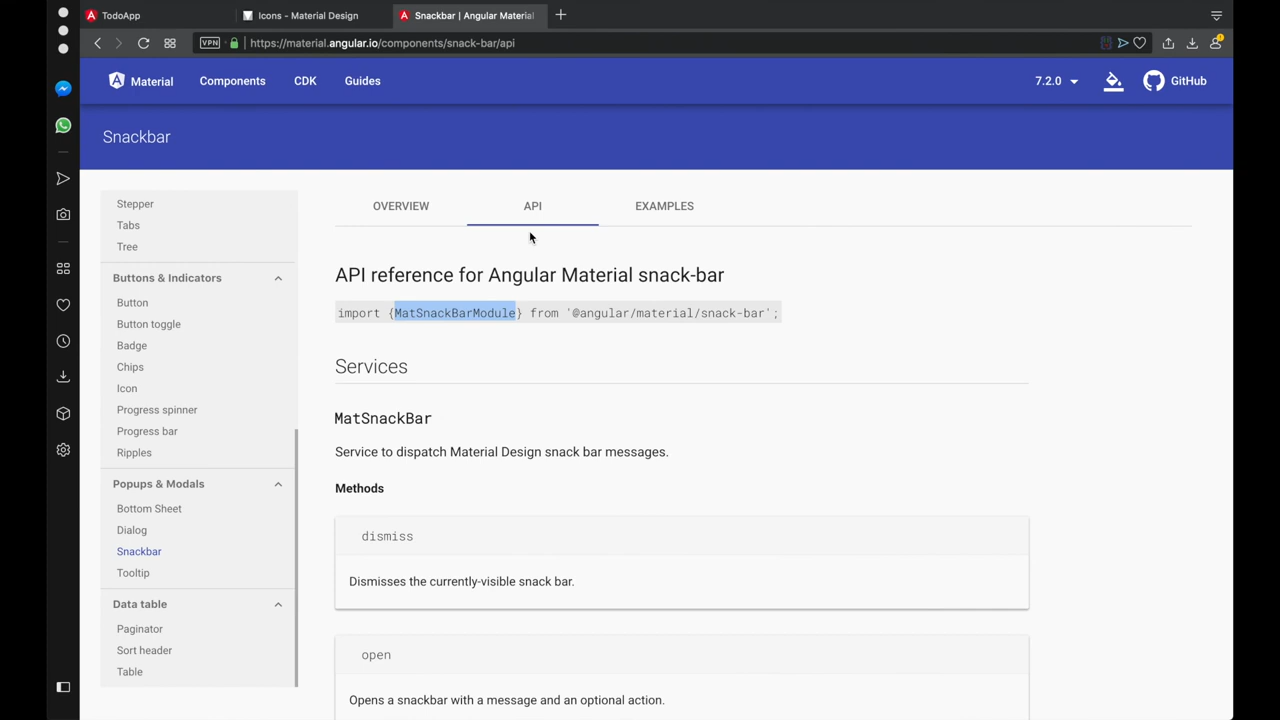 TodoApp
Icons - Material Design
Snackbar | Angular Material
VPN
https://material.angular.io/components/snack-bar/api
Material
Components
CDK
Guides
7.2.0
GitHub
Snackbar
Stepper
Tabs
Tree
Buttons & Indicators
Button
Button toggle
Badge
Chips
Icon
Progress spinner
Progress bar
Ripples
Popups & Modals
Bottom Sheet
Dialog
Snackbar
Tooltip
Data table
Paginator
Sort header
Table
OVERVIEW
API
EXAMPLES
API reference for Angular Material snack-bar
import {MatSnackBarModule} from '@angular/material/snack-bar';
Services
MatSnackBar
Service to dispatch Material Design snack bar messages.
Methods
dismiss
Dismisses the currently-visible snack bar.
open
Opens a snackbar with a message and an optional action.